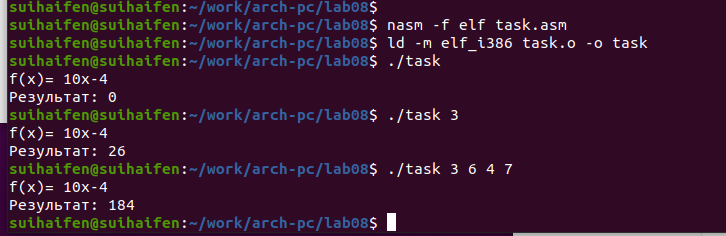 suihaifen@suihaifen:~/work/arch-pc/lab08$
suihaifen@suihaifen:~/work/arch-pc/lab08$ nasm -f elf task.asm
suihaifen@suihaifen:~/work/arch-pc/lab08$ ld -m elf_i386 task.o -o task
suihaifen@suihaifen:~/work/arch-pc/lab08$ ./task
f(x)= 10x-4
Результат: 0
suihaifen@suihaifen:~/work/arch-pc/lab08$ ./task 3
f(x)= 10x-4
Результат: 26
suihaifen@suihaifen:~/work/arch-pc/lab08$ ./task 3 6 4 7
f(x)= 10x-4
Результат: 184
suihaifen@suihaifen:~/work/arch-pc/lab08$